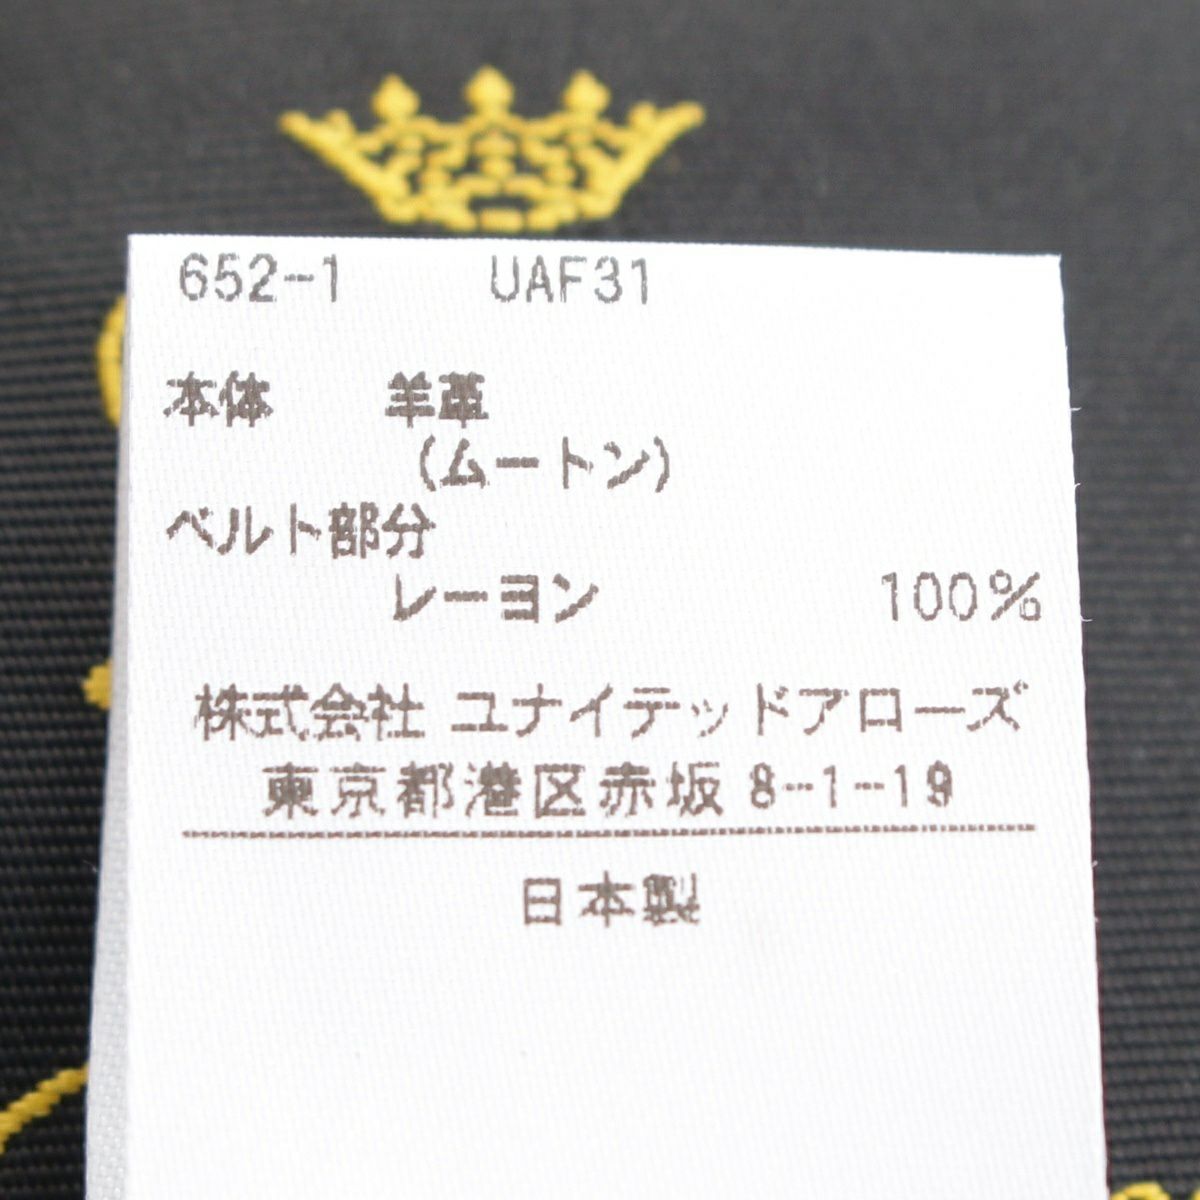 652-1 UAF31
本体 羊革
(ムートン)
ベルト部分
レーヨン 100%
株式会社 ユナイテッドアローズ
東京都港区赤坂 8-1-19
日本製